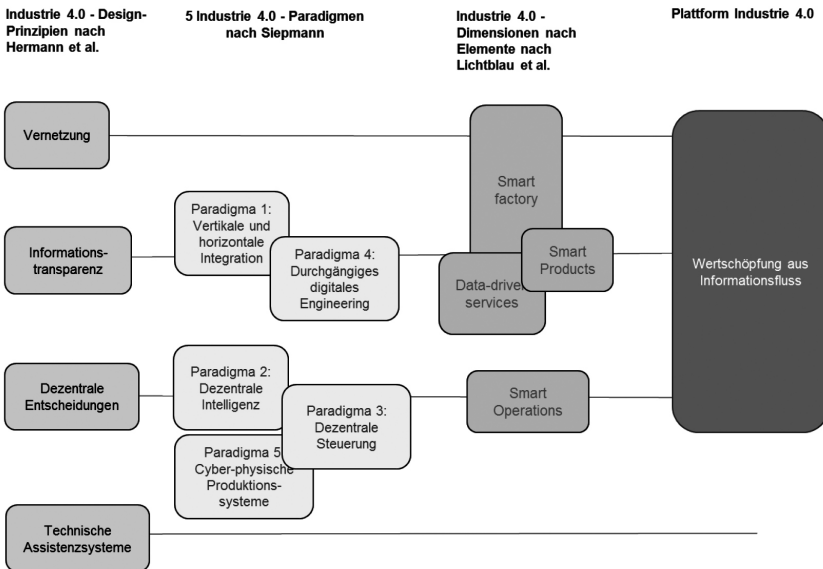 Industrie 4.0 - Design-
Prinzipien nach
Hermann et al.
5 Industrie 4.0 - Paradigmen
nach Siepmann
Industrie 4.0 -
Dimensionen nach
Elemente nach
Lichtblau et al.
Plattform Industrie 4.0
Vernetzung
Smart
factory
Paradigma 1:
Vertikale und
horizontale
Integration
Informations-
transparenz
Paradigma 4:
Durchgängiges
digitales
Engineering
Smart
Products
Data-driven
services
Wertschöpfung aus
Informationsfluss
Dezentrale
Entscheidungen
Paradigma 2:
Dezentrale
Intelligenz
Paradigma 3:
Dezentrale
Steuerung
Smart
Operations
Paradigma 5
Cyber-physische
Produktions-
systeme
Technische
Assistenzsysteme